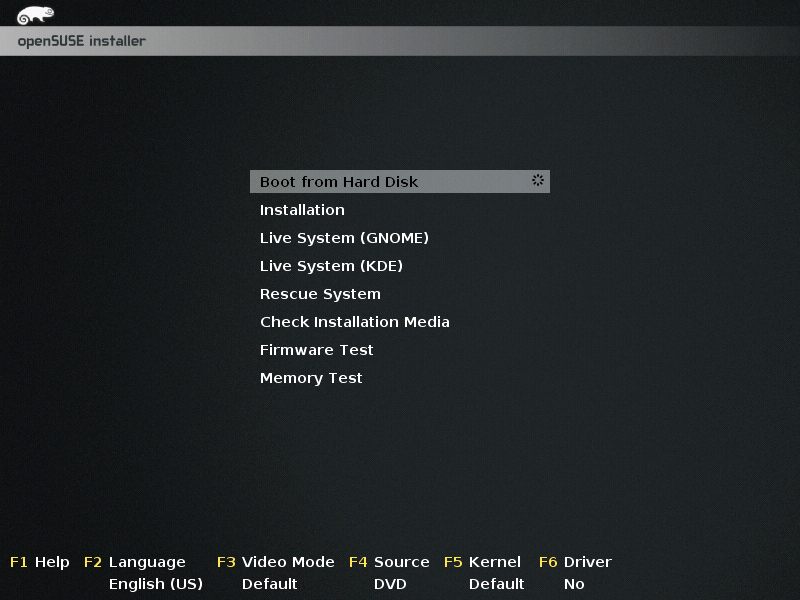 openSUSE installer
Boot from Hard Disk
Installation
Live System (GNOME)
Live System (KDE)
Rescue System
Check Installation Media
Firmware Test
Memory Test
F1 Help F2 Language F3 Video Mode F4 Source F5 Kernel F6 Driver
English (US) Default DVD Default No